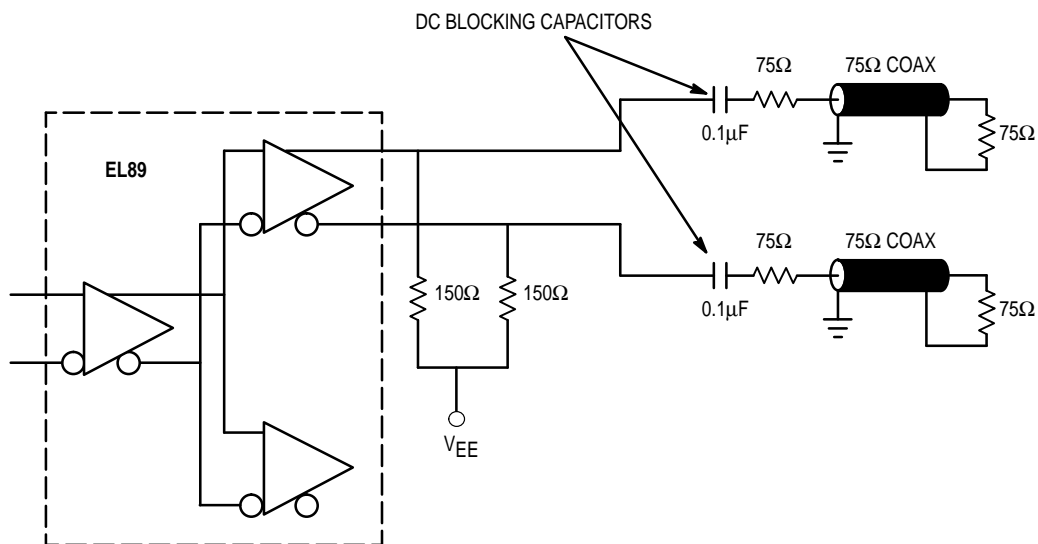 DC BLOCKING CAPACITORS
75Ω
75Ω COAX
0.1µF
75Ω
EL89
75Ω
75Ω COAX
150Ω
150Ω
0.1µF
75Ω
VEE